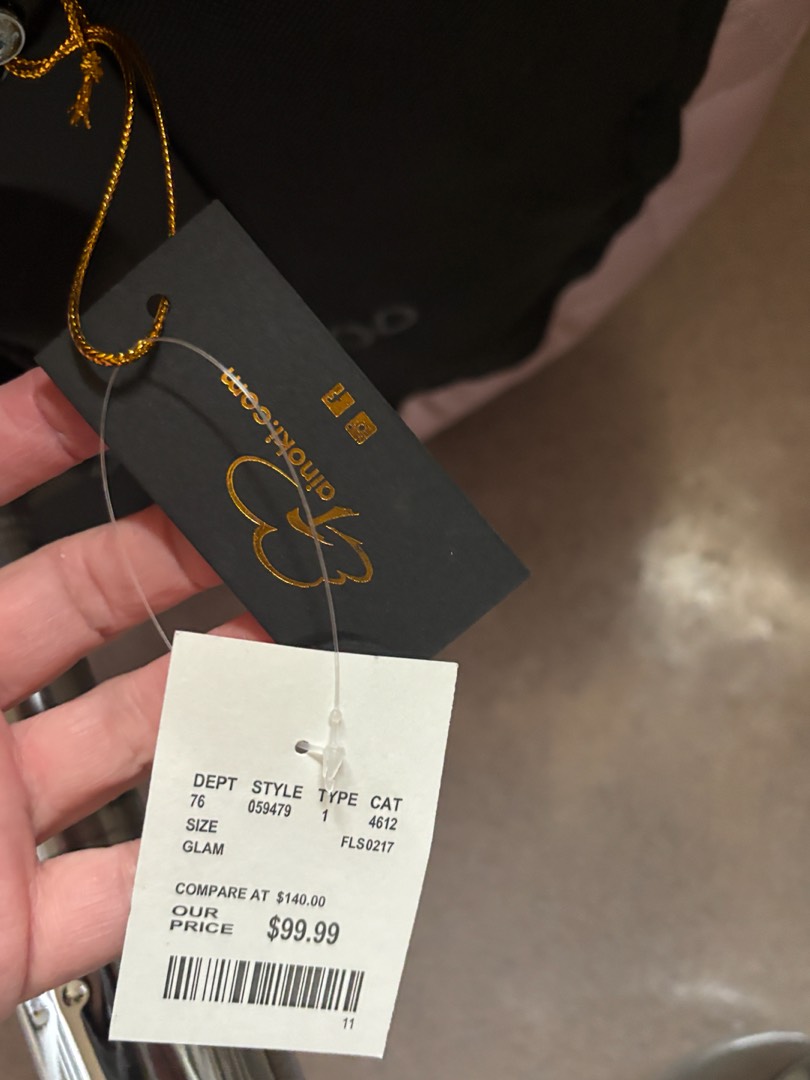 ainoki.com
DEPT STYLE TYPE CAT
76 059479 1 4612
SIZE
GLAM FLS0217
COMPARE AT $140.00
OUR
PRICE $99.99
11